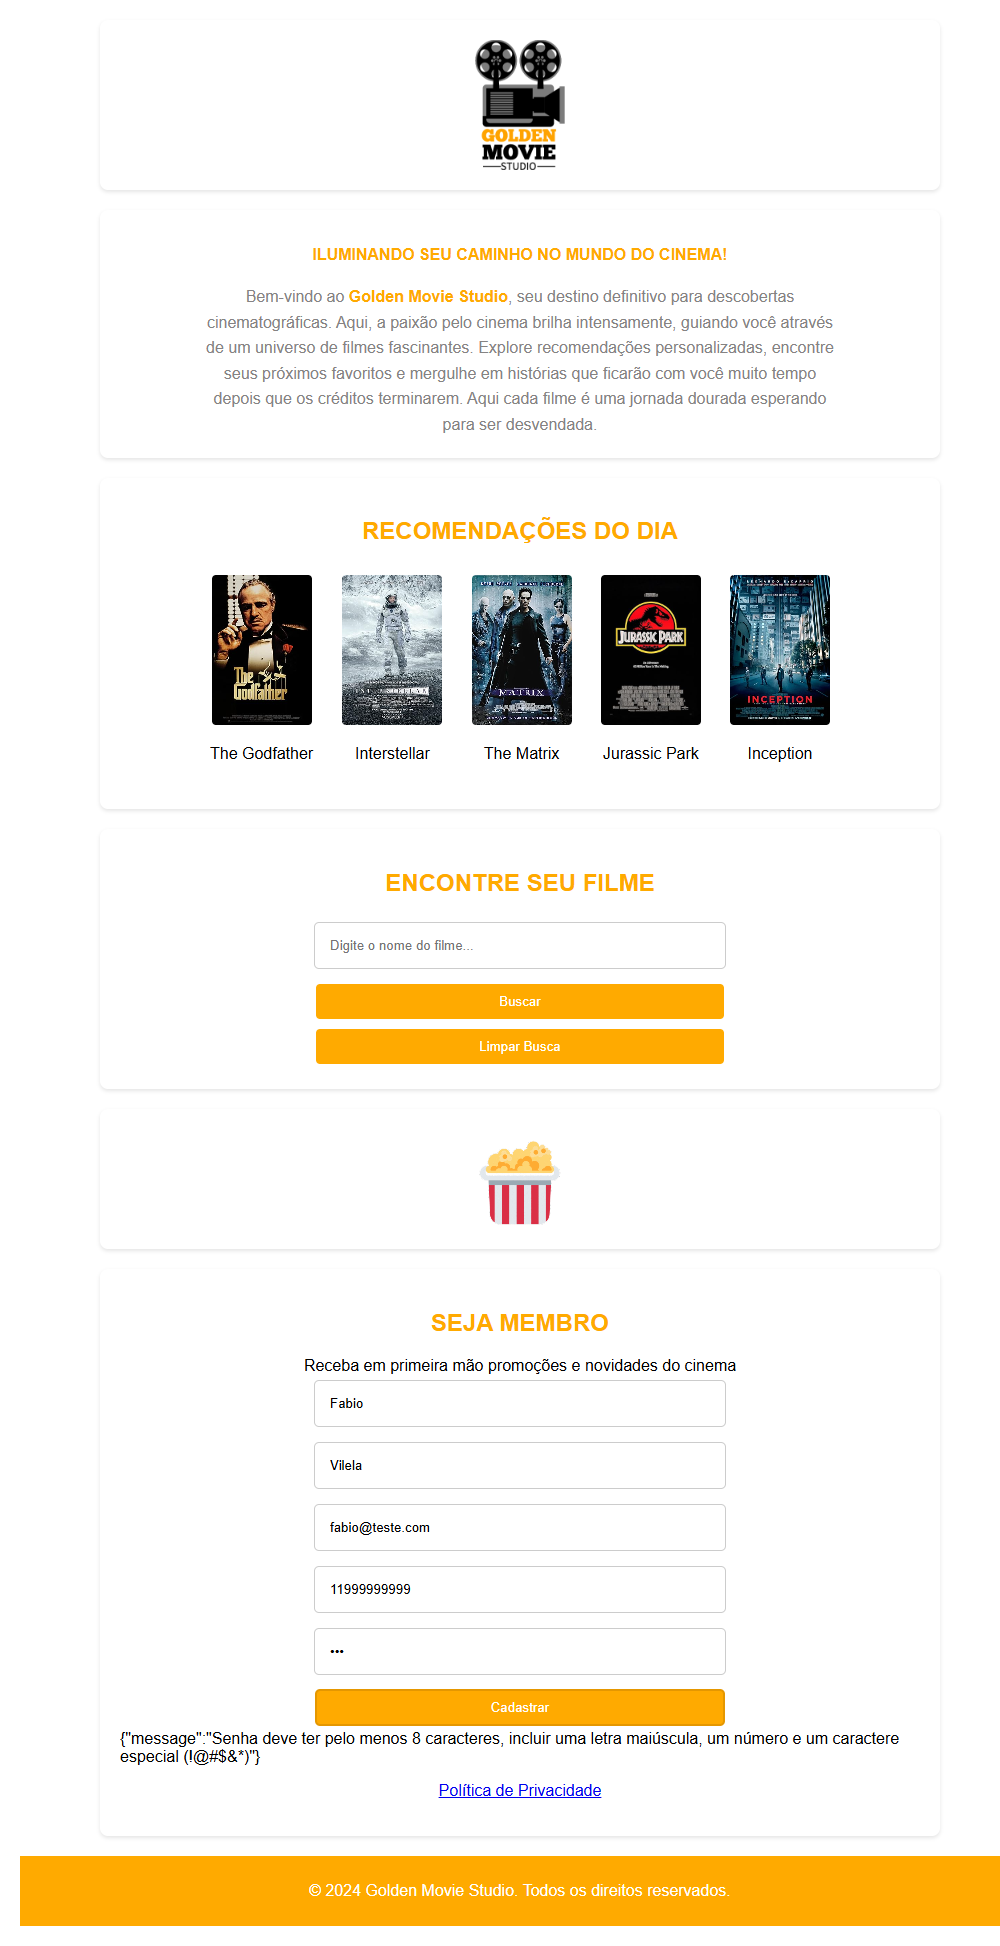 GOLDEN
MOVIE
STUDIO
ILUMINANDO SEU CAMINHO NO MUNDO DO CINEMA!
Bem-vindo ao Golden Movie Studio, seu destino definitivo para descobertas
cinematográficas. Aqui, a paixão pelo cinema brilha intensamente, guiando você através
de um universo de filmes fascinantes. Explore recomendações personalizadas, encontre
seus próximos favoritos e mergulhe em histórias que ficarão com você muito tempo
depois que os créditos terminarem. Aqui cada filme é uma jornada dourada esperando
para ser desvendada.
RECOMENDAÇÕES DO DIA
The
Godfather
INTERSTELLAR
MATRIX
JURASSIC PARK
INCEPTION
The Godfather
Interstellar
The Matrix
Jurassic Park
Inception
ENCONTRE SEU FILME
Digite o nome do filme...
Buscar
Limpar Busca
SEJA MEMBRO
Receba em primeira mão promoções e novidades do cinema
Fabio
Vilela
fabio@teste.com
11999999999
•••
Cadastrar
{"message":"Senha deve ter pelo menos 8 caracteres, incluir uma letra maiúscula, um número e um caractere
especial (!@#$&*)"}
Política de Privacidade
© 2024 Golden Movie Studio. Todos os direitos reservados.